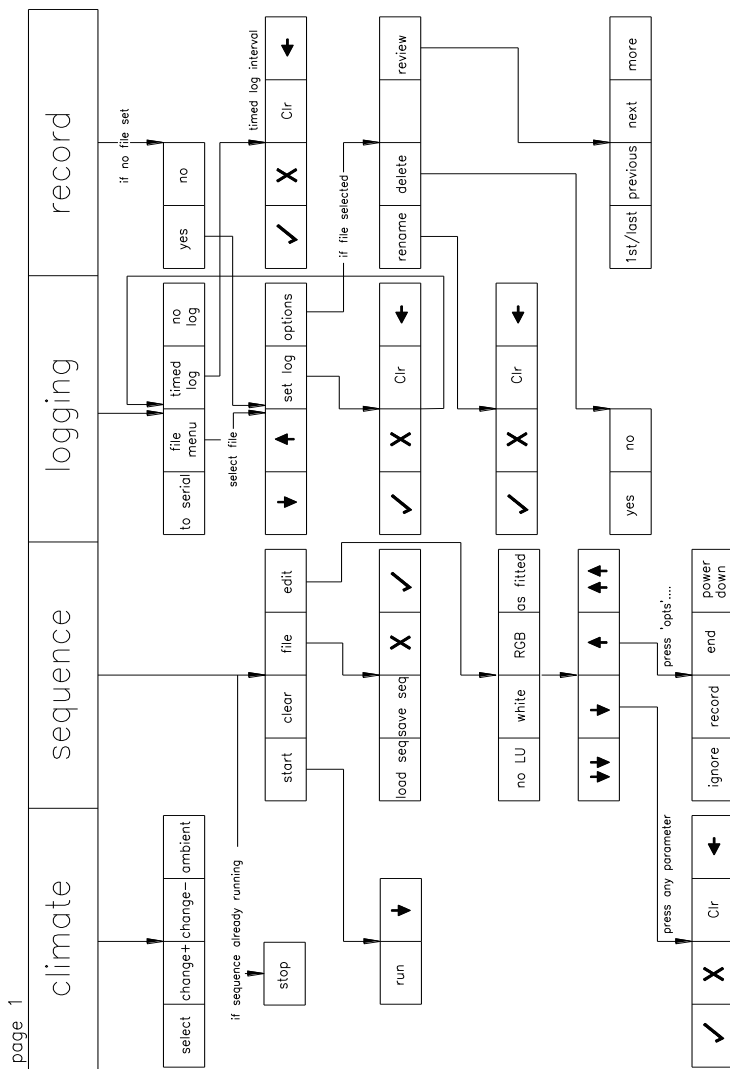 page 1
climate sequence logging record
select change+ change− ambient
to serial file menu timed log no log
yes no
if no file set
if sequence already running
stop
start clear file edit
select file
↓ ↑ set log options
timed log interval
✓ X Clr ←
run ↓
load seq save seq X ✓
✓ X Clr ←
if file selected
rename delete review
no LU white RGB as fitted
✓ X Clr ←
↓↓ ↓ ↑ ↑↑
yes no
1st/last previous next more
press any parameter
press 'opts'....
✓ X Clr ←
ignore record end power down